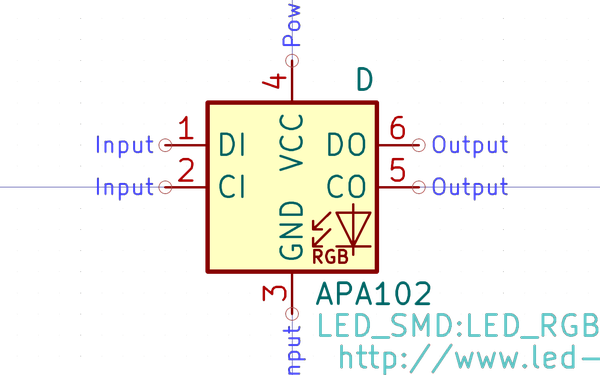 Pow
4
D
Input 1 DI VCC DO 6 Output
Input 2 CI CO 5 Output
GND
RGB
3
APA102
LED_SMD:LED_RGB
http://www.led-
nput